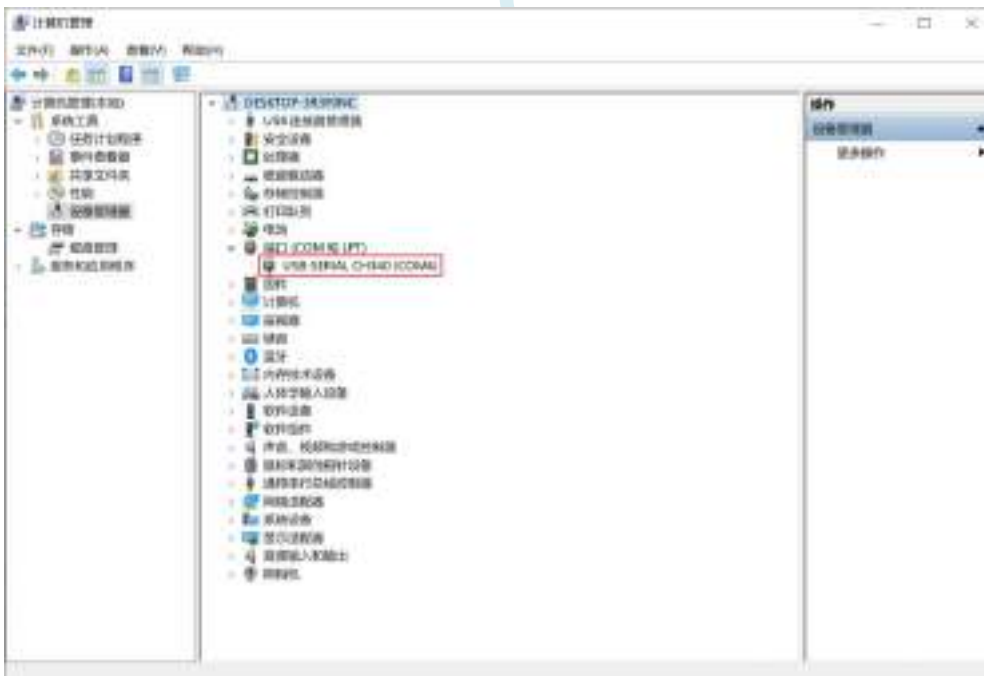 计算机管理
文件(F) 操作(A) 查看(V) 帮助(H)
计算机管理(本地)
系统工具
任务计划程序
事件查看器
共享文件夹
性能
设备管理器
存储
磁盘管理
服务和应用程序
USB 连接器管理器
安全设备
处理器
磁盘驱动器
存储控制器
打印队列
电池
端口 (COM 和 LPT)
USB-SERIAL CH340
固件
计算机
监视器
键盘
蓝牙
内存技术设备
人体学输入设备
软件设备
软件组件
声音、视频和游戏控制器
鼠标和其他指针设备
通用串行总线控制器
网络适配器
系统设备
显示适配器
音频输入和输出
照相机
操作
设备管理器
更多操作